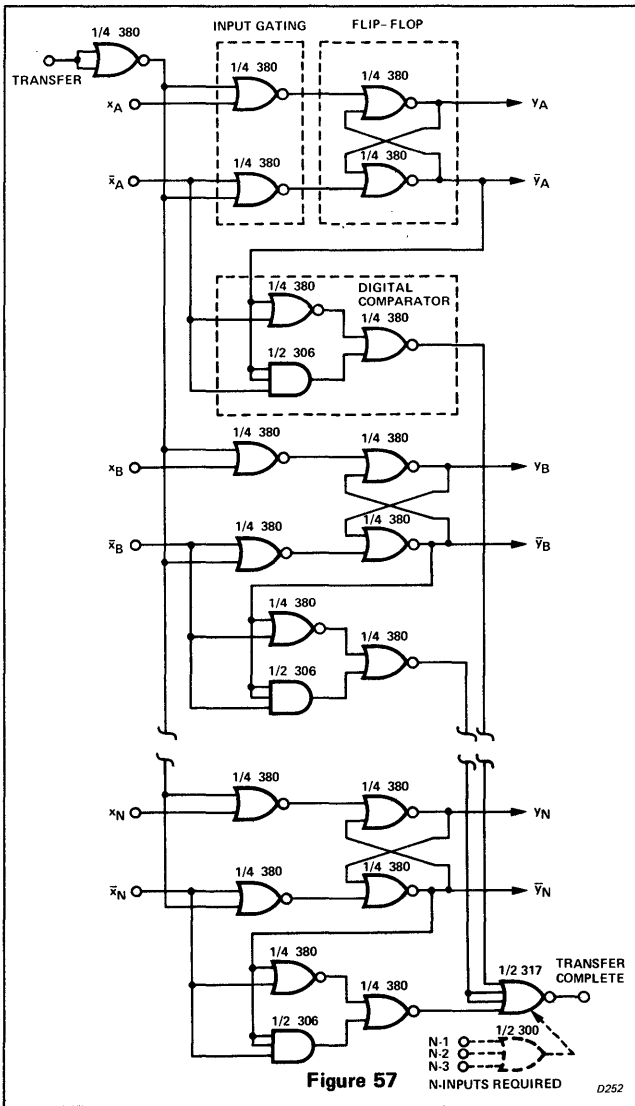 INPUT GATING FLIP-FLOP
1/4 380
TRANSFER
1/4 380 1/4 380
x_A y_A
1/4 380 1/4 380
x̄_A ȳ_A
1/4 380 DIGITAL COMPARATOR
1/4 380
1/2 306
1/4 380 1/4 380
x_B y_B
1/4 380 1/4 380
x̄_B ȳ_B
1/4 380
1/4 380
1/2 306
1/4 380 1/4 380
x_N y_N
1/4 380 1/4 380
x̄_N ȳ_N
1/4 380
1/4 380
1/2 306
1/2 317
TRANSFER COMPLETE
1/2 300
N-1
N-2
N-3
N-INPUTS REQUIRED
Figure 57
D252